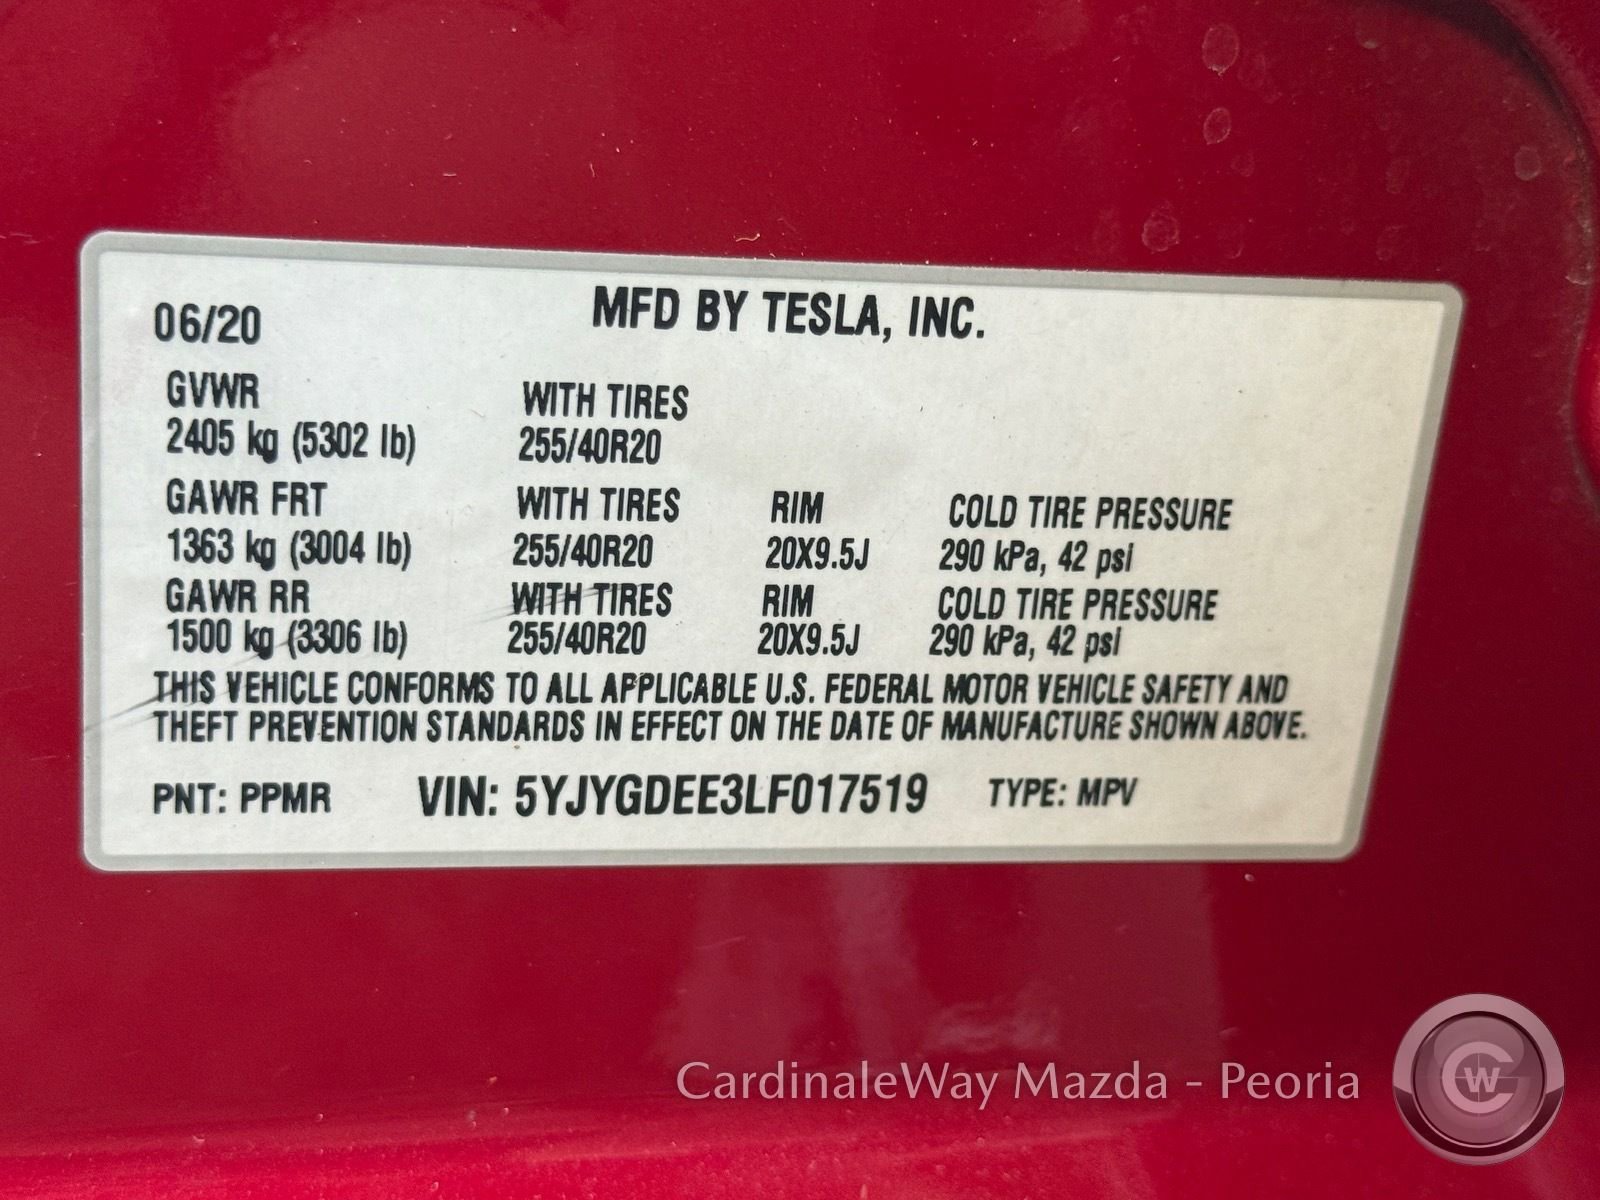 06/20 MFD BY TESLA, INC.
GVWR WITH TIRES
2405 kg (5302 lb) 255/40R20
GAWR FRT WITH TIRES RIM COLD TIRE PRESSURE
1363 kg (3004 lb) 255/40R20 20X9.5J 290 kPa, 42 psi
GAWR RR WITH TIRES RIM COLD TIRE PRESSURE
1500 kg (3306 lb) 255/40R20 20X9.5J 290 kPa, 42 psi
THIS VEHICLE CONFORMS TO ALL APPLICABLE U.S. FEDERAL MOTOR VEHICLE SAFETY AND
THEFT PREVENTION STANDARDS IN EFFECT ON THE DATE OF MANUFACTURE SHOWN ABOVE.
PNT: PPMR VIN: 5YJYGDEE3LF017519 TYPE: MPV
CardinaleWay Mazda - Peoria
CW